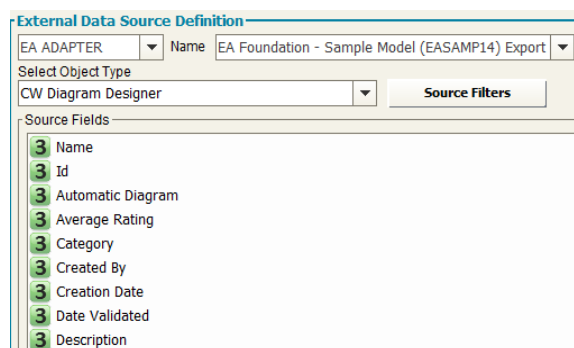 External Data Source Definition
EA ADAPTER Name EA Foundation - Sample Model (EASAMP14) Export
Select Object Type
CW Diagram Designer Source Filters
Source Fields
3 Name
3 Id
3 Automatic Diagram
3 Average Rating
3 Category
3 Created By
3 Creation Date
3 Date Validated
3 Description